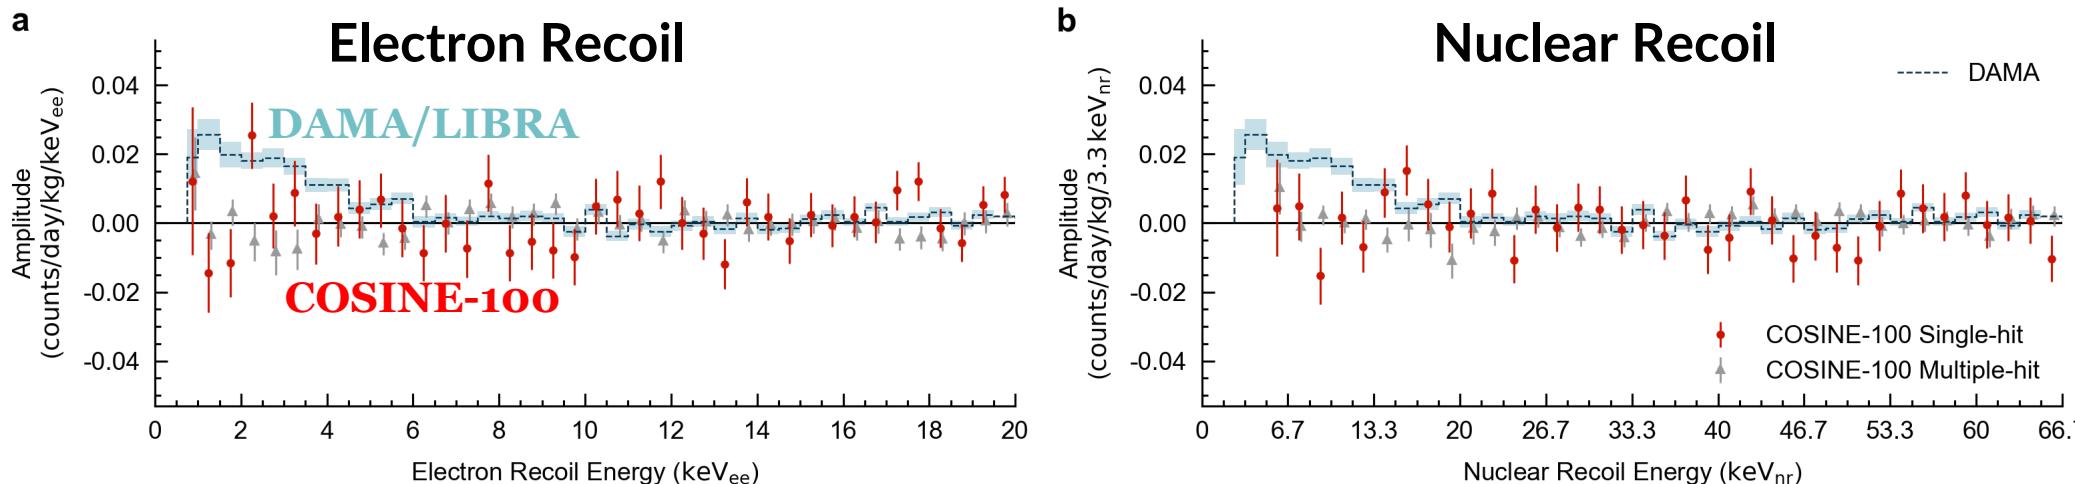 a
Electron Recoil
0.04
0.02
0.00
-0.02
-0.04
Amplitude
(counts/day/kg/keVee)
DAMA/LIBRA
COSINE-100
0 2 4 6 8 10 12 14 16 18 20
Electron Recoil Energy (keVee)
b
Nuclear Recoil
DAMA
0.04
0.02
0.00
-0.02
-0.04
Amplitude
(counts/day/kg/3.3 keVnr)
COSINE-100 Single-hit
COSINE-100 Multiple-hit
0 6.7 13.3 20 26.7 33.3 40 46.7 53.3 60 66.
Nuclear Recoil Energy (keVnr)